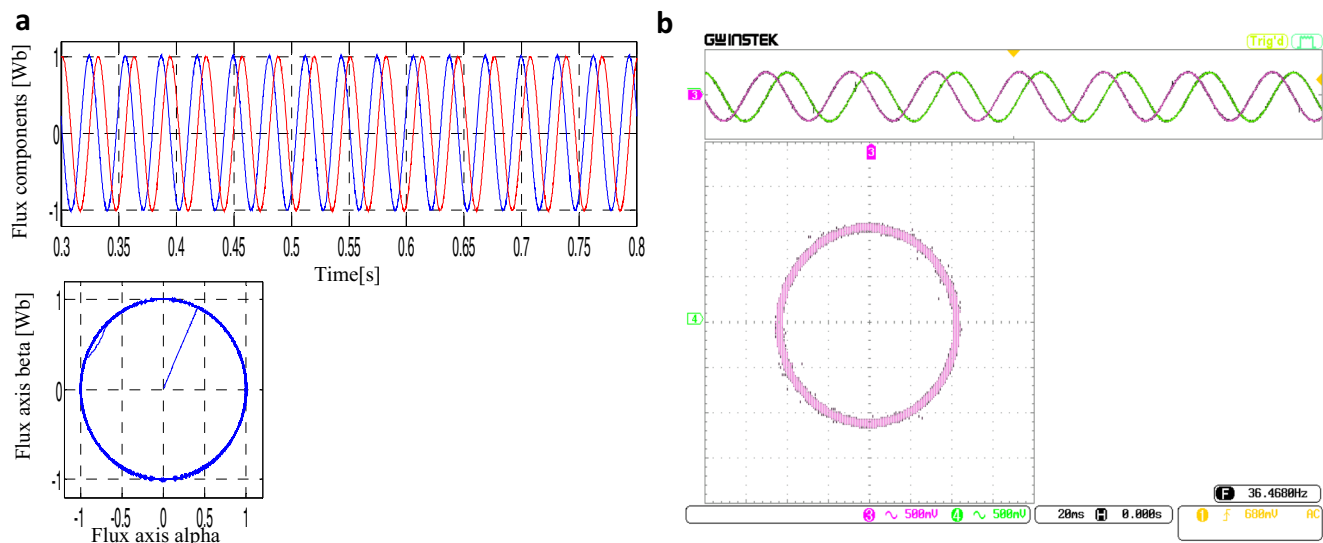 a
Flux components [Wb]
1
0
-1
0.3 0.35 0.4 0.45 0.5 0.55 0.6 0.65 0.7 0.75 0.8
Time[s]
Flux axis beta [Wb]
1
0
-1
-1 -0.5 0 0.5 1
Flux axis alpha
b
GWINSTEK
Trig'd
3
3
4
F 36.4680Hz
3 500mV 4 500mV 20ms H 0.000s 1 680mV AC